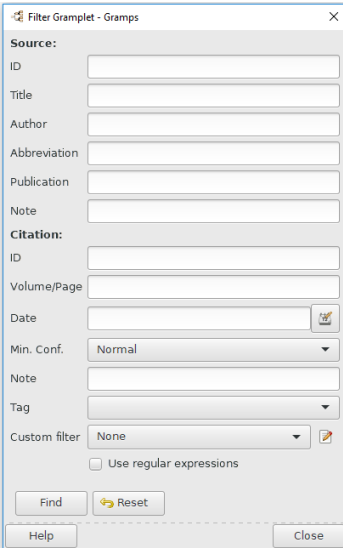 Filter Gramplet - Gramps
Source:
ID
Title
Author
Abbreviation
Publication
Note
Citation:
ID
Volume/Page
Date
Min. Conf. Normal
Note
Tag
Custom filter None
Use regular expressions
Find Reset
Help Close